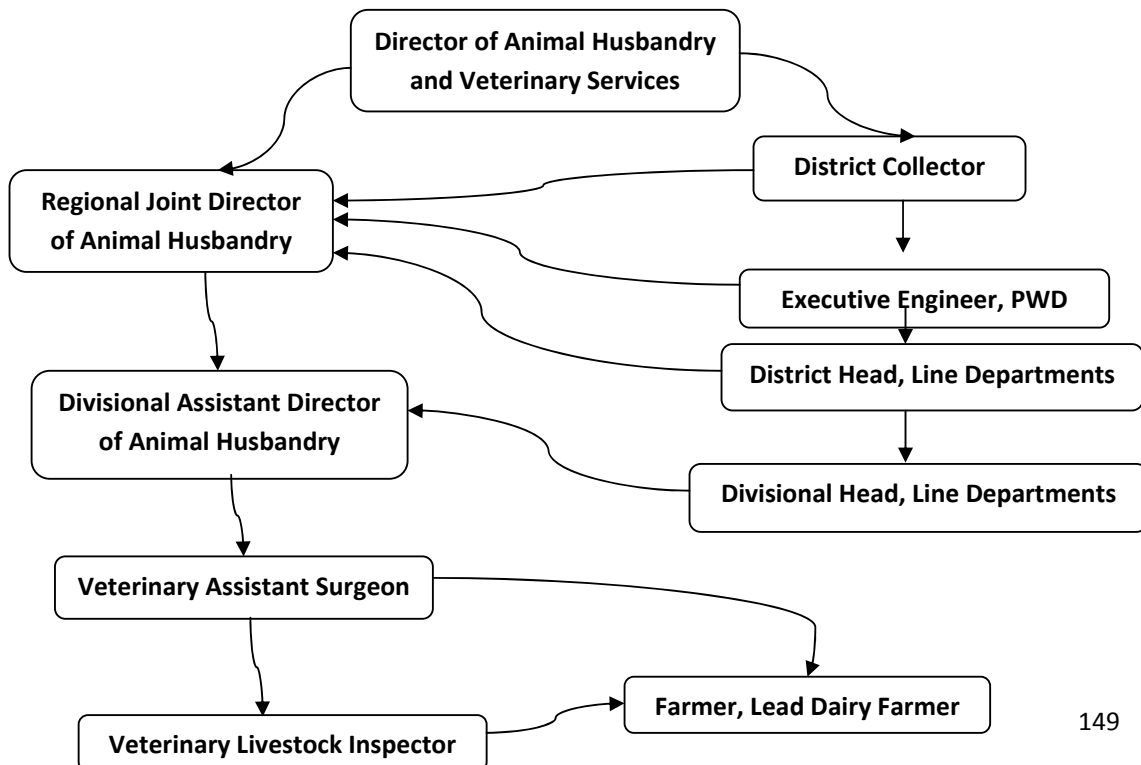 Director of Animal Husbandry
and Veterinary Services
District Collector
Regional Joint Director
of Animal Husbandry
Executive Engineer, PWD
District Head, Line Departments
Divisional Assistant Director
of Animal Husbandry
Divisional Head, Line Departments
Veterinary Assistant Surgeon
Farmer, Lead Dairy Farmer
Veterinary Livestock Inspector
149